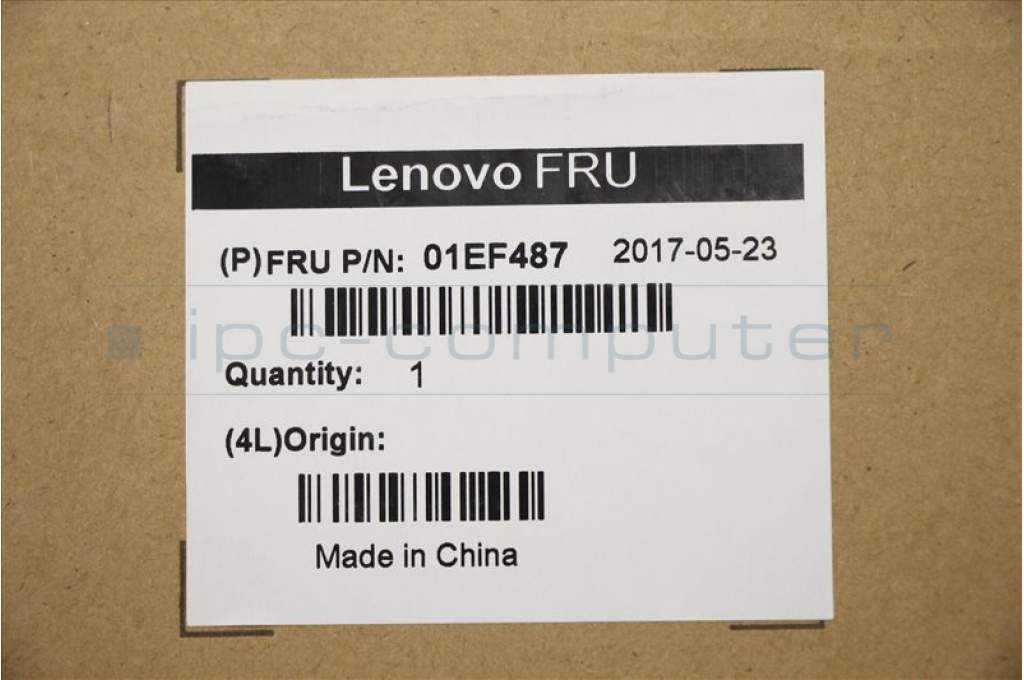 Lenovo FRU
(P)FRU P/N: 01EF487 2017-05-23
ipc-computer
Quantity: 1
(4L)Origin:
Made in China